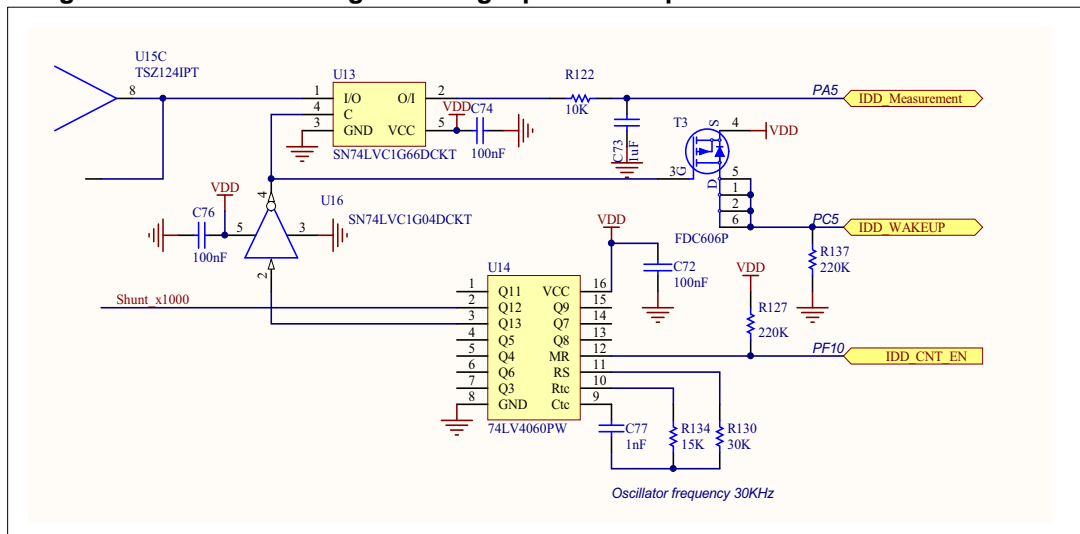 U15C
TSZ124IPT
8
U13
1 I/O O/I 2
4 C
3 GND VCC 5
SN74LVC1G66DCKT
VDD
C74
100nF
R122
10K
C73
1uF
PA5 IDD_Measurement
T3
S 4 VDD
3 G
D 5
1
2
6
FDC606P
PC5 IDD_WAKEUP
R137
220K
VDD
C76
100nF
4
U16
SN74LVC1G04DCKT
5 3
2
VDD
C72
100nF
Shunt_x1000
U14
1 Q11 VCC 16
2 Q12 Q9 15
3 Q13 Q7 14
4 Q5 Q8 13
5 Q4 MR 12
6 Q6 RS 11
7 Q3 Rtc 10
8 GND Ctc 9
74LV4060PW
VDD
R127
220K
PF10 IDD_CNT_EN
C77
1nF
R134
15K
R130
30K
Oscillator frequency 30KHz